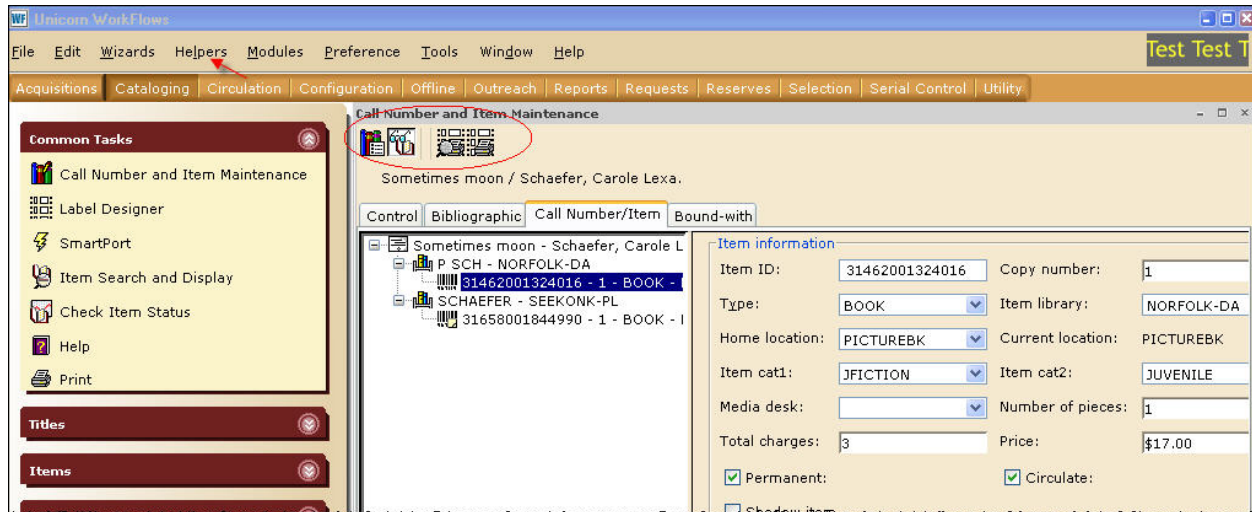 WF Unicorn WorkFlows
File Edit Wizards Helpers Modules Preference Tools Window Help
Test Test T
Acquisitions Cataloging Circulation Configuration Offline Outreach Reports Requests Reserves Selection Serial Control Utility
Common Tasks
Call Number and Item Maintenance
Label Designer
SmartPort
Item Search and Display
Check Item Status
Help
Print
Titles
Items
Call Number and Item Maintenance
Sometimes moon / Schaefer, Carole Lexa.
Control Bibliographic Call Number/Item Bound-with
Sometimes moon - Schaefer, Carole L
P SCH - NORFOLK-DA
31462001324016 - 1 - BOOK -
SCHAEFER - SEEKONK-PL
31658001844990 - 1 - BOOK -
Item information
Item ID: 31462001324016 Copy number: 1
Type: BOOK Item library: NORFOLK-DA
Home location: PICTUREBK Current location: PICTUREBK
Item cat1: JFICTION Item cat2: JUVENILE
Media desk: Number of pieces: 1
Total charges: 3 Price: $17.00
Permanent: Circulate:
Shadow item